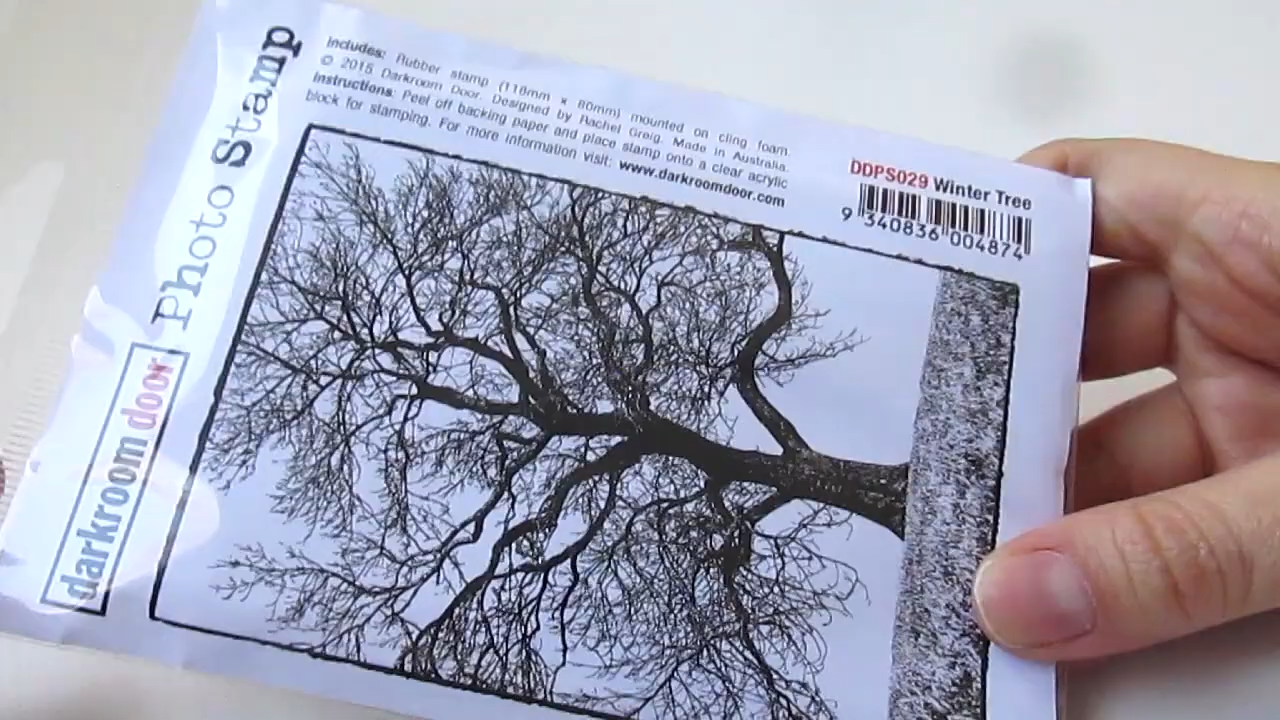 darkroom door
Photo Stamp
Includes: Rubber stamp (118mm x 80mm) mounted on cling foam.
© 2015 Darkroom Door. Designed by Rachel Greig. Made in Australia.
Instructions: Peel off backing paper and place stamp onto a clear acrylic
block for stamping. For more information visit: www.darkroomdoor.com
DDPS029 Winter Tree
9 340836 004874